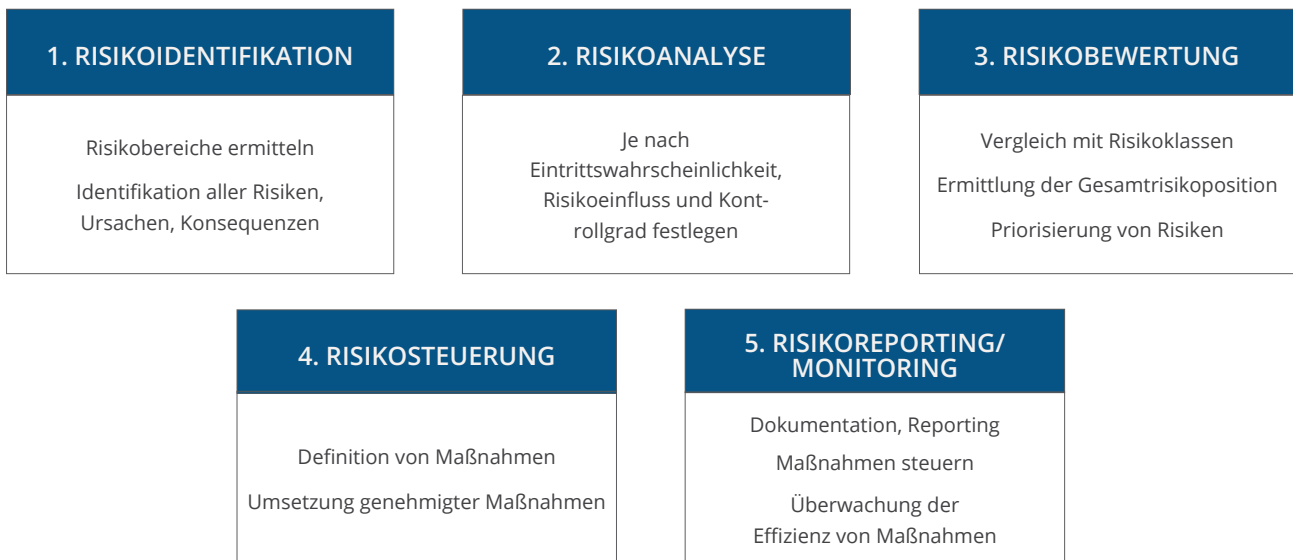 1. RISIKOIDENTIFIKATION
Risikobereiche ermitteln
Identifikation aller Risiken,
Ursachen, Konsequenzen
2. RISIKOANALYSE
Je nach
Eintrittswahrscheinlichkeit,
Risikoeinfluss und Kont-
rollgrad festlegen
3. RISIKOBEWERTUNG
Vergleich mit Risikoklassen
Ermittlung der Gesamtrisikoposition
Priorisierung von Risiken
4. RISIKOSTEUERUNG
Definition von Maßnahmen
Umsetzung genehmigter Maßnahmen
5. RISIKOREPORTING/
MONITORING
Dokumentation, Reporting
Maßnahmen steuern
Überwachung der
Effizienz von Maßnahmen